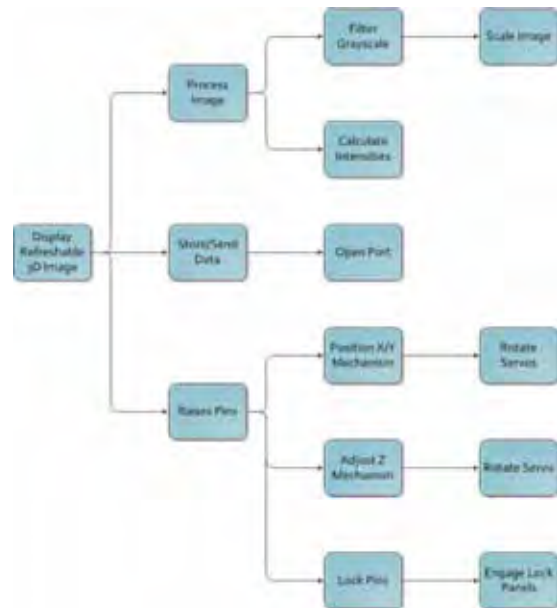 Filter
Grayscale
Scale Image
Process
Image
Calculate
Intensities
Display
Refreshable
3D Image
Store/Send
Data
Open Port
Position X/Y
Mechanism
Rotate
Servos
Raises Pins
Adjust Z
Mechanism
Rotate Servo
Lock Pins
Engage Lock
Panels